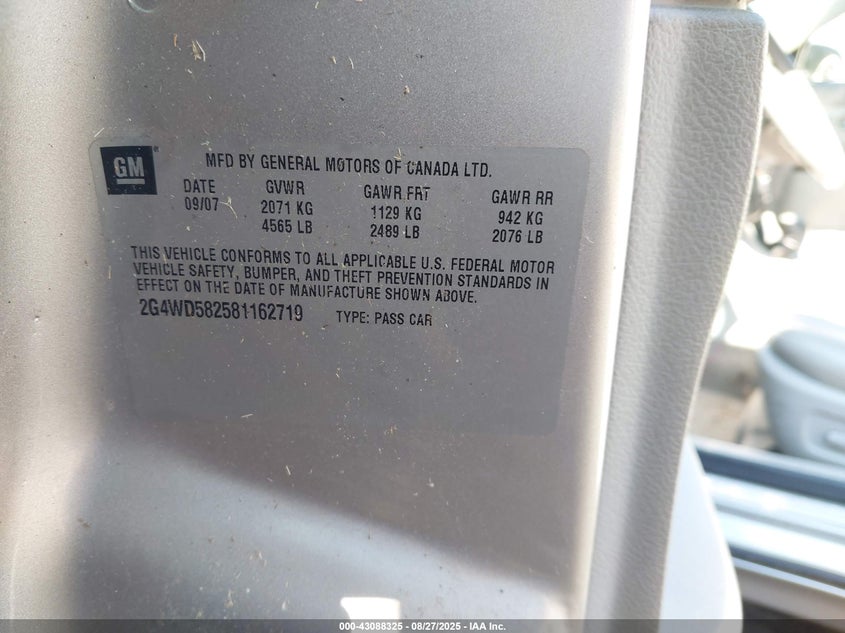 GM
MFD BY GENERAL MOTORS OF CANADA LTD.
DATE GVWR GAWR FRT GAWR RR
09/07 2071 KG 1129 KG 942 KG
4565 LB 2489 LB 2076 LB
THIS VEHICLE CONFORMS TO ALL APPLICABLE U.S. FEDERAL MOTOR
VEHICLE SAFETY, BUMPER, AND THEFT PREVENTION STANDARDS IN
EFFECT ON THE DATE OF MANUFACTURE SHOWN ABOVE.
2G4WD582581162719 TYPE: PASS CAR
000-43088325 - 08/27/2025 - IAA Inc.